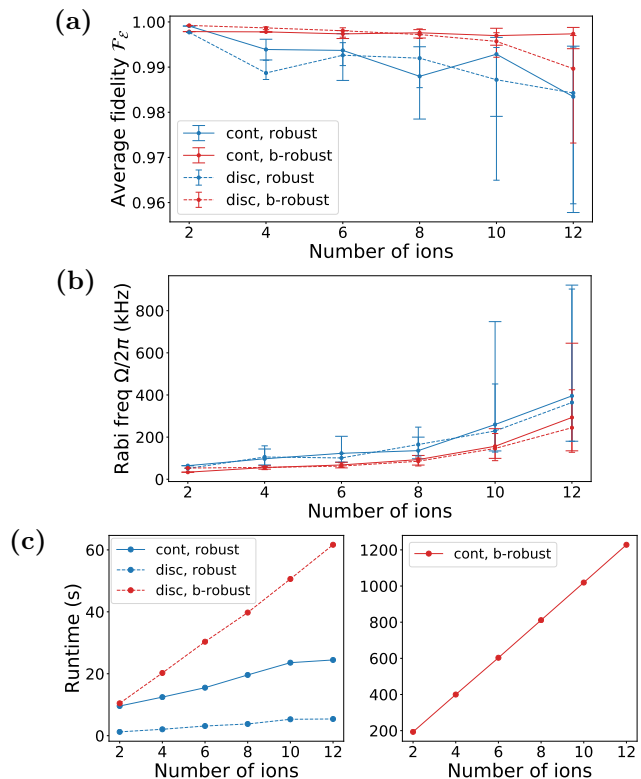 (a)
Average fidelity 𝓕_ℰ
1.00
0.99
0.98
0.97
0.96
cont, robust
cont, b-robust
disc, robust
disc, b-robust
2 4 6 8 10 12
Number of ions
(b)
Rabi freq Ω/2π (kHz)
800
600
400
200
0
2 4 6 8 10 12
Number of ions
(c)
Runtime (s)
60
40
20
0
cont, robust
disc, robust
disc, b-robust
2 4 6 8 10 12
Number of ions
1200
1000
800
600
400
200
cont, b-robust
2 4 6 8 10 12
Number of ions